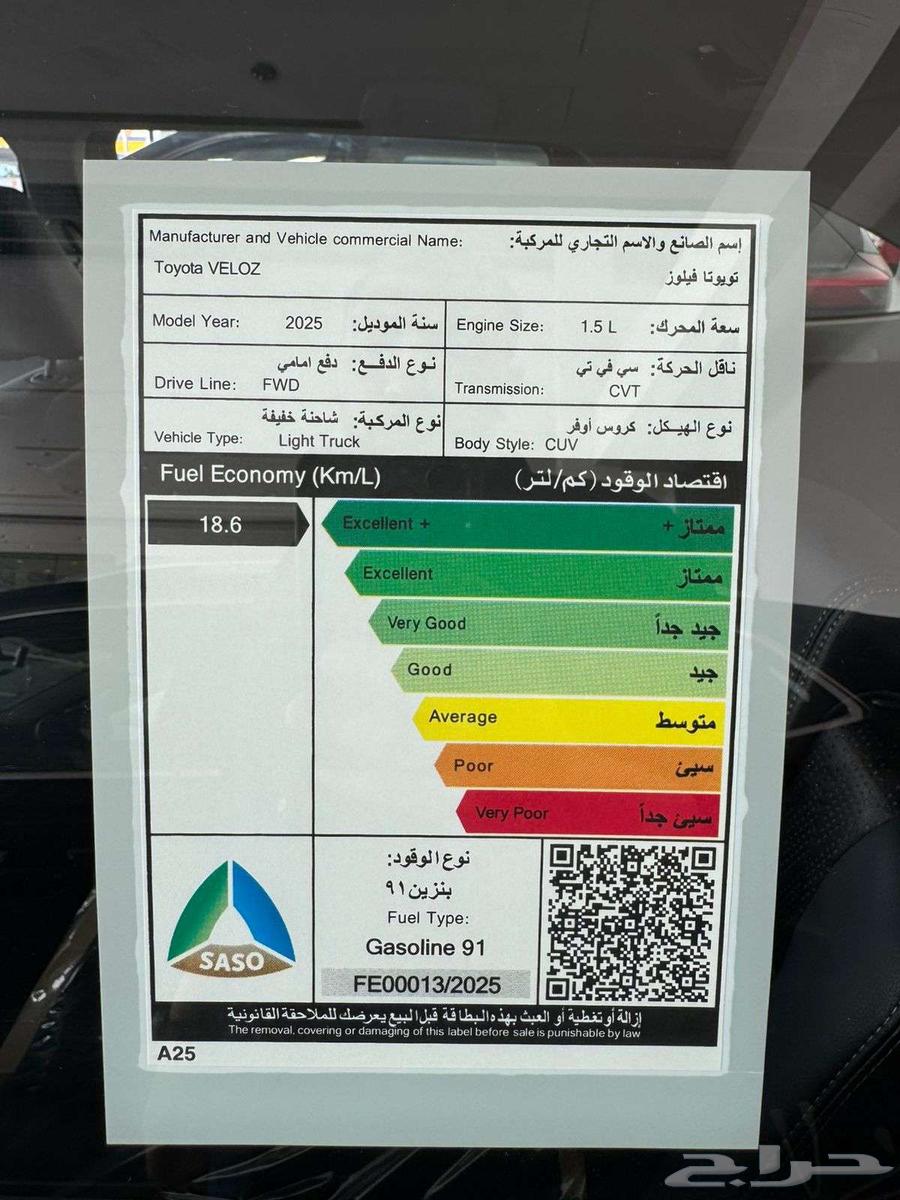 Manufacturer and Vehicle commercial Name: إسم الصانع والاسم التجاري للمركبة:
Toyota VELOZ تويوتا فيلوز
Model Year: 2025 سنة الموديل: Engine Size: 1.5 L سعة المحرك:
نوع الدفع: دفع امامي ناقل الحركة: سي في تي
Drive Line: FWD Transmission: CVT
نوع المركبة: شاحنة خفيفة نوع الهيكل: كروس أوفر
Vehicle Type: Light Truck Body Style: CUV
Fuel Economy (Km/L) اقتصاد الوقود (كم/لتر)
18.6 Excellent + ممتاز +
Excellent ممتاز
Very Good جيد جداً
Good جيد
Average متوسط
Poor سيئ
Very Poor سيئ جداً
نوع الوقود:
بنزين ٩١
Fuel Type:
Gasoline 91
SASO
FE00013/2025
إزالة أو تغطية أو العبث بهذه البطاقة قبل البيع يعرضك للملاحقة القانونية
The removal, covering or damaging of this label before sale is punishable by law
A25
حراج